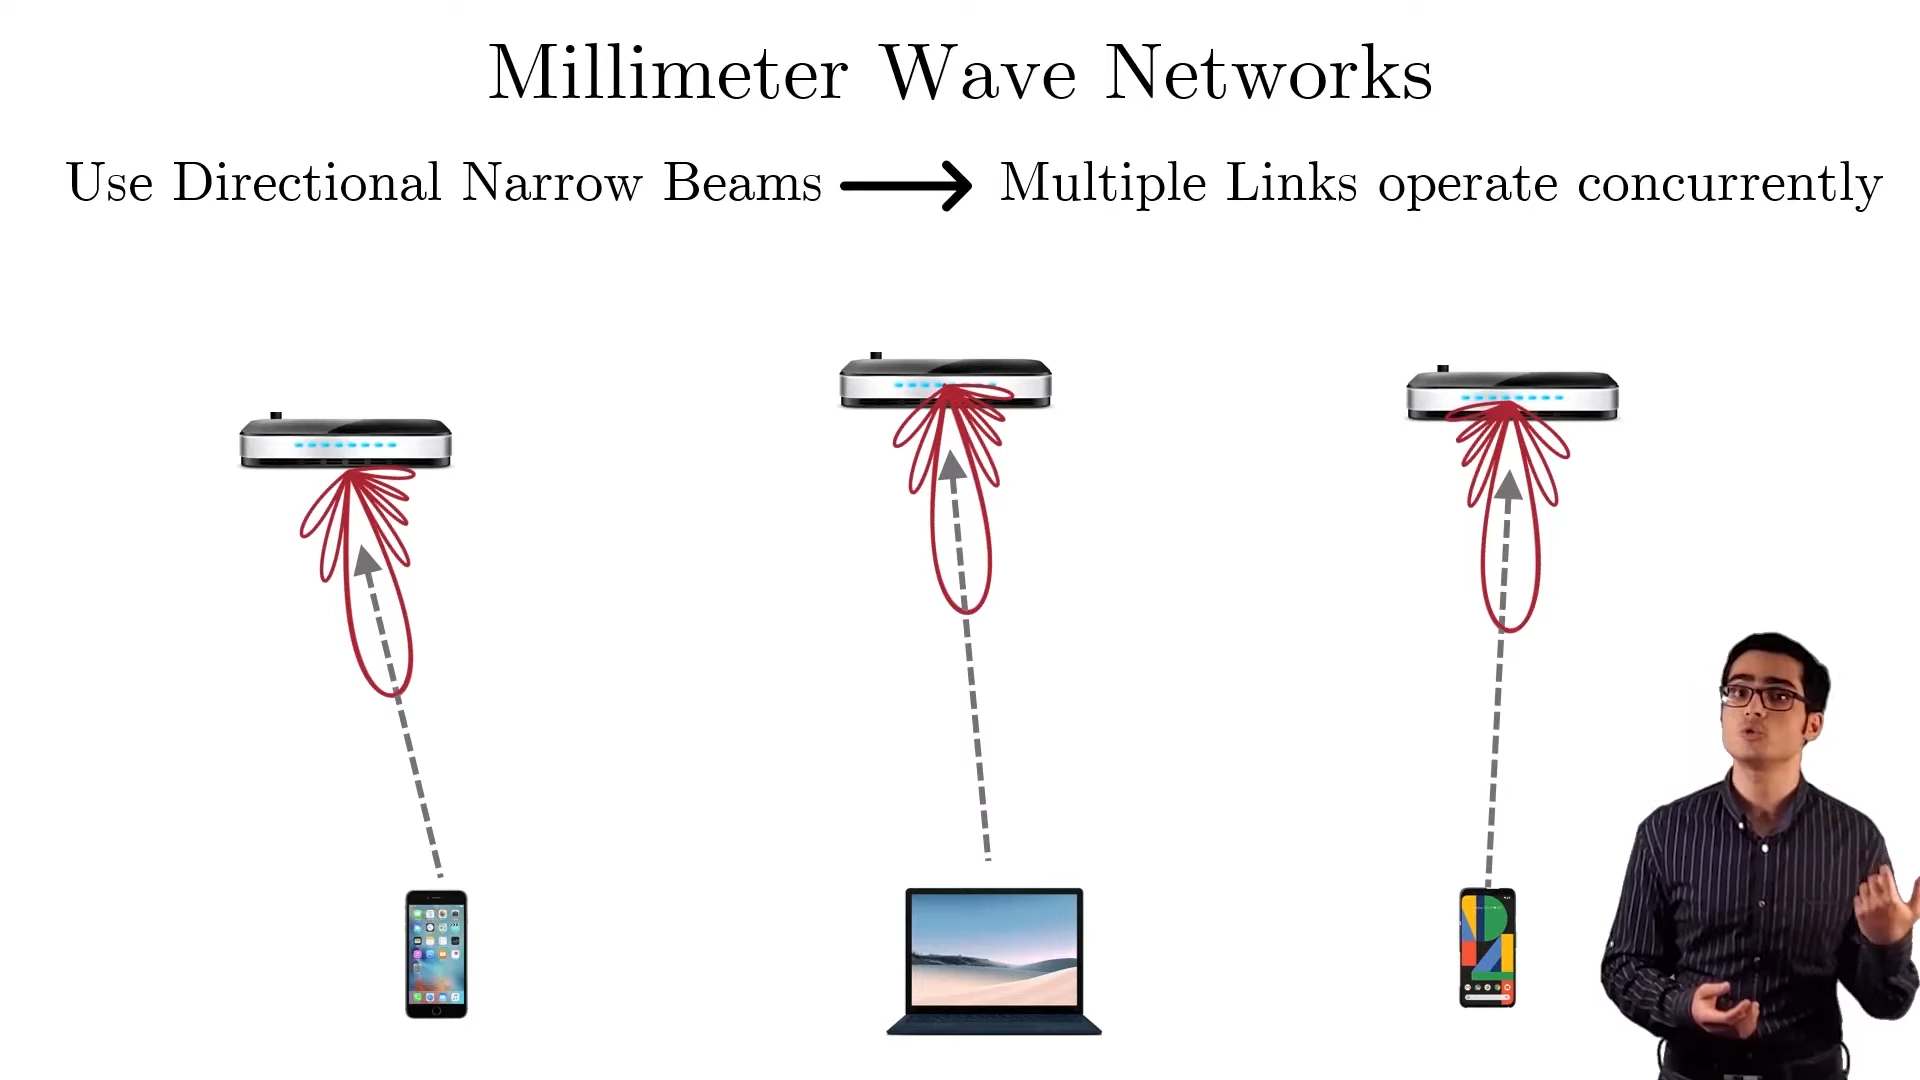 Millimeter Wave Networks
Use Directional Narrow Beams → Multiple Links operate concurrently